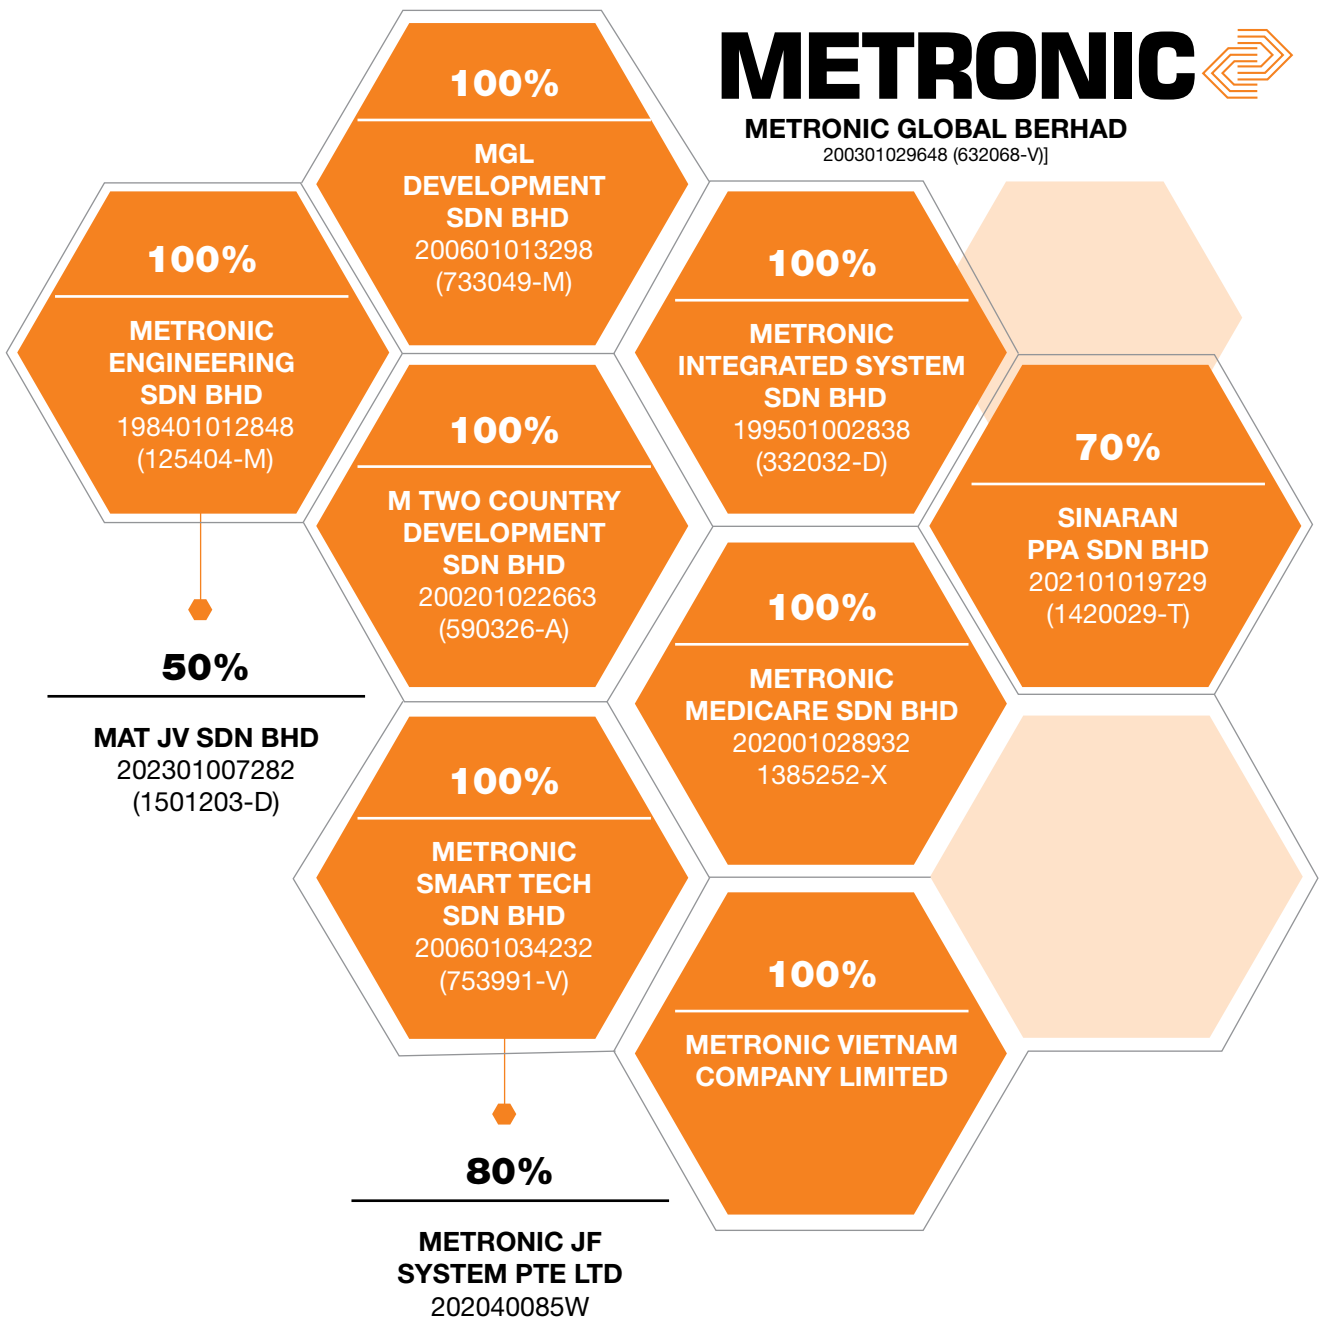 METRONIC
METRONIC GLOBAL BERHAD
200301029648 (632068-V)]
100%
MGL
DEVELOPMENT
SDN BHD
200601013298
(733049-M)
100%
METRONIC
ENGINEERING
SDN BHD
198401012848
(125404-M)
100%
METRONIC
INTEGRATED SYSTEM
SDN BHD
199501002838
(332032-D)
100%
M TWO COUNTRY
DEVELOPMENT
SDN BHD
200201022663
(590326-A)
70%
SINARAN
PPA SDN BHD
202101019729
(1420029-T)
100%
METRONIC
MEDICARE SDN BHD
202001028932
1385252-X
50%
MAT JV SDN BHD
202301007282
(1501203-D)
100%
METRONIC
SMART TECH
SDN BHD
200601034232
(753991-V)
100%
METRONIC VIETNAM
COMPANY LIMITED
80%
METRONIC JF
SYSTEM PTE LTD
202040085W